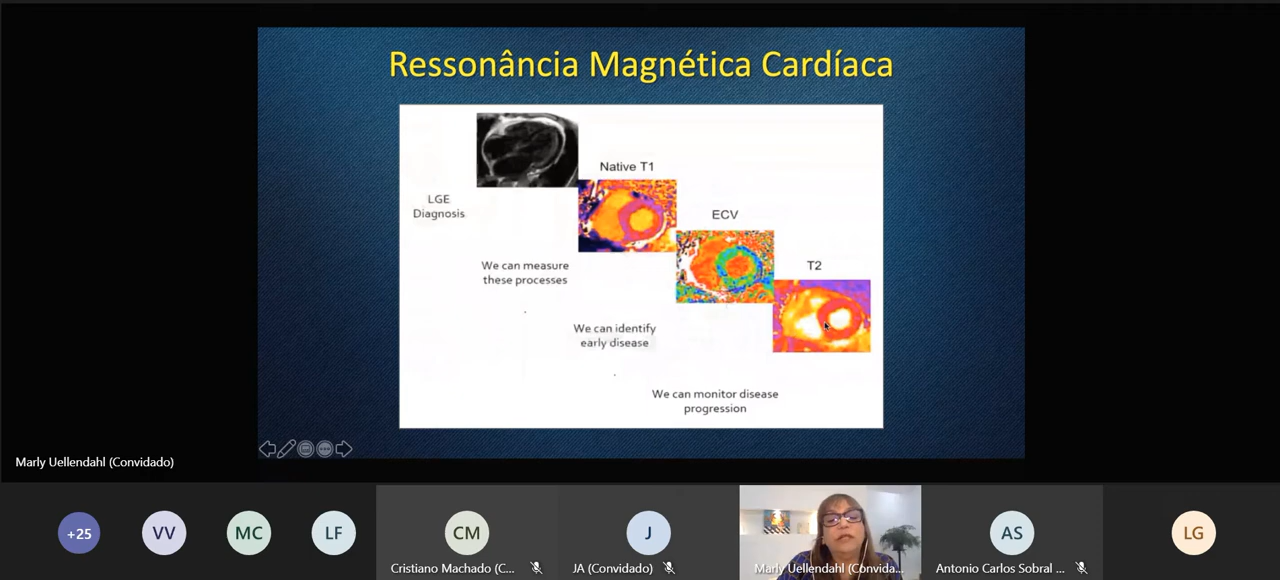 Ressonância Magnética Cardíaca
Native T1
LGE
Diagnosis
ECV
We can measure
these processes
T2
We can identify
early disease
We can monitor disease
progression
Marly Uellendahl (Convidado)
+25
VV
MC
LF
CM
J
AS
LG
Cristiano Machado (C...
JA (Convidado)
Marly Uellendahl (Convida...
Antonio Carlos Sobral ...